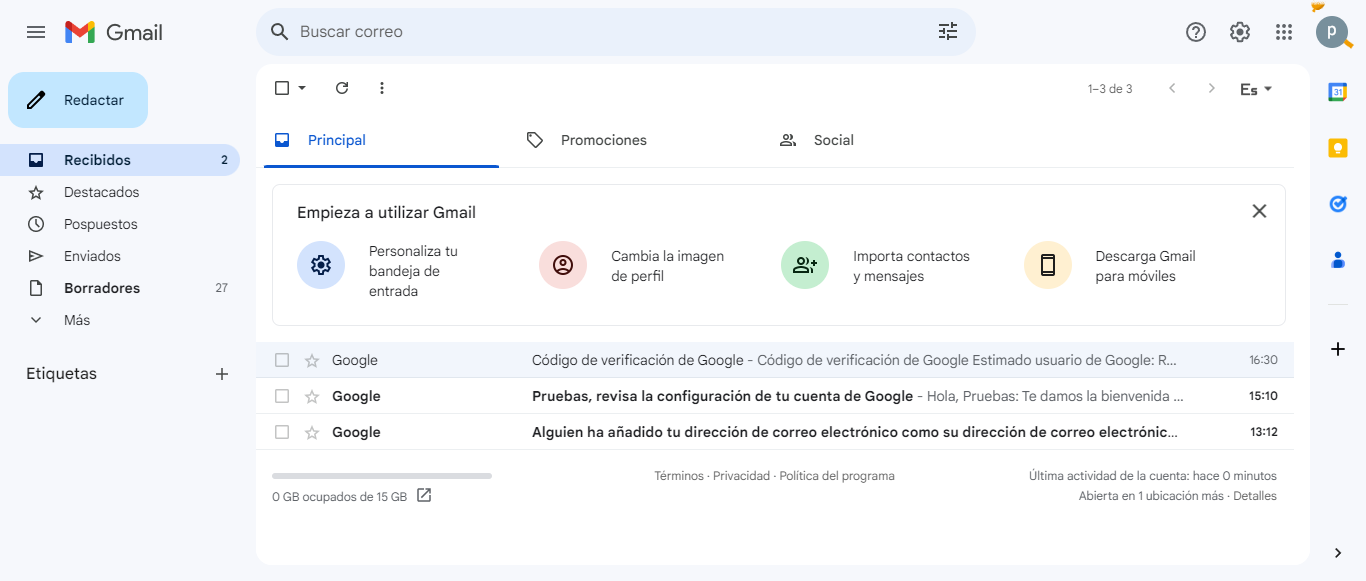 Gmail
Buscar correo
P
Redactar
1–3 de 3
Es
Principal
Promociones
Social
Recibidos 2
Destacados
Pospuestos
Enviados
Borradores 27
Más
Etiquetas
Empieza a utilizar Gmail
Personaliza tu
bandeja de
entrada
Cambia la imagen
de perfil
Importa contactos
y mensajes
Descarga Gmail
para móviles
Google Código de verificación de Google - Código de verificación de Google Estimado usuario de Google: R... 16:30
Google Pruebas, revisa la configuración de tu cuenta de Google - Hola, Pruebas: Te damos la bienvenida ... 15:10
Google Alguien ha añadido tu dirección de correo electrónico como su dirección de correo electrónic... 13:12
0 GB ocupados de 15 GB
Términos · Privacidad · Política del programa
Última actividad de la cuenta: hace 0 minutos
Abierta en 1 ubicación más · Detalles
31